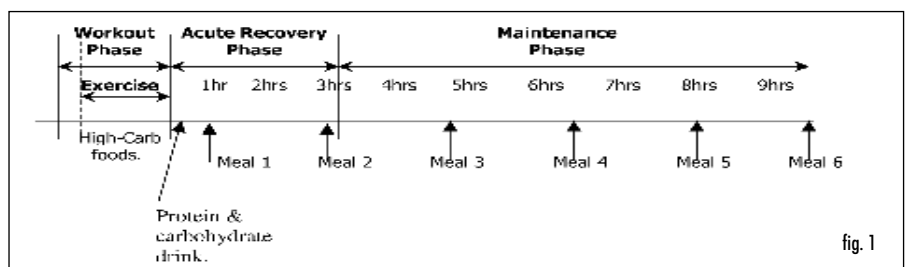 Workout Phase
Acute Recovery Phase
Maintenance Phase
Exercise 1hr 2hrs 3hrs 4hrs 5hrs 6hrs 7hrs 8hrs 9hrs
High-Carb foods.
Meal 1 Meal 2 Meal 3 Meal 4 Meal 5 Meal 6
Protein &
carbohydrate
drink.
fig. 1